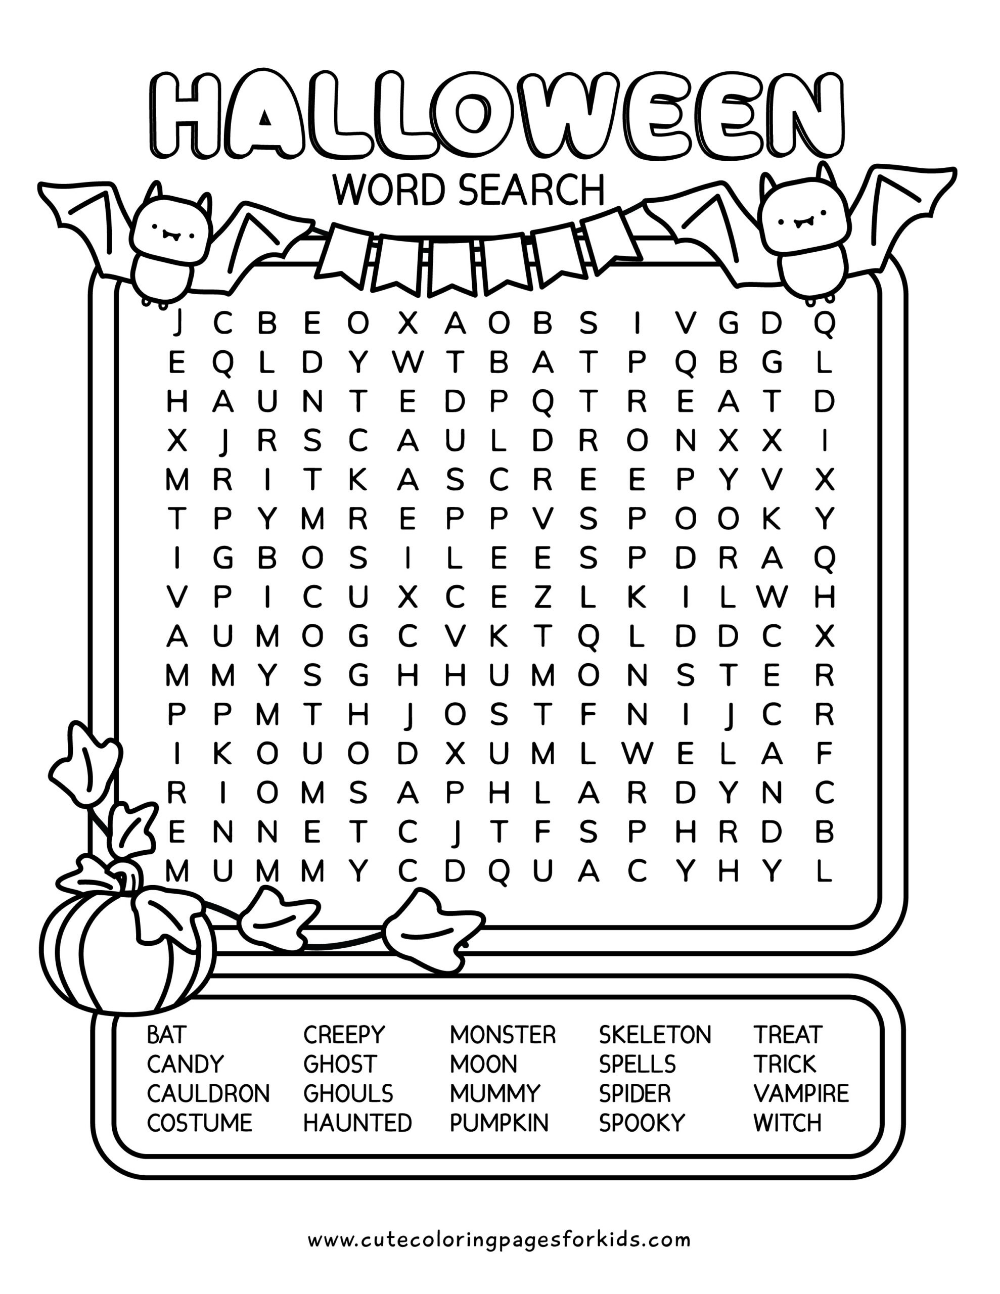 HALLOWEEN
WORD SEARCH
J C B E O X A O B S I V G D Q
E Q L D Y W T B A T P Q B G L
H A U N T E D P Q T R E A T D
X J R S C A U L D R O N X X I
M R I T K A S C R E E P Y V X
T P Y M R E P P V S P O O K Y
I G B O S I L E E S P D R A Q
V P I C U X C E Z L K I L W H
A U M O G C V K T Q L D D C X
M M Y S G H H U M O N S T E R
P P M T H J O S T F N I J C R
I K O U O D X U M L W E L A F
R I O M S A P H L A R D Y N C
E N N E T C J T F S P H R D B
M U M M Y C D Q U A C Y H Y L
BAT CREEPY MONSTER SKELETON TREAT
CANDY GHOST MOON SPELLS TRICK
CAULDRON GHOULS MUMMY SPIDER VAMPIRE
COSTUME HAUNTED PUMPKIN SPOOKY WITCH
www.cutecoloringpagesforkids.com